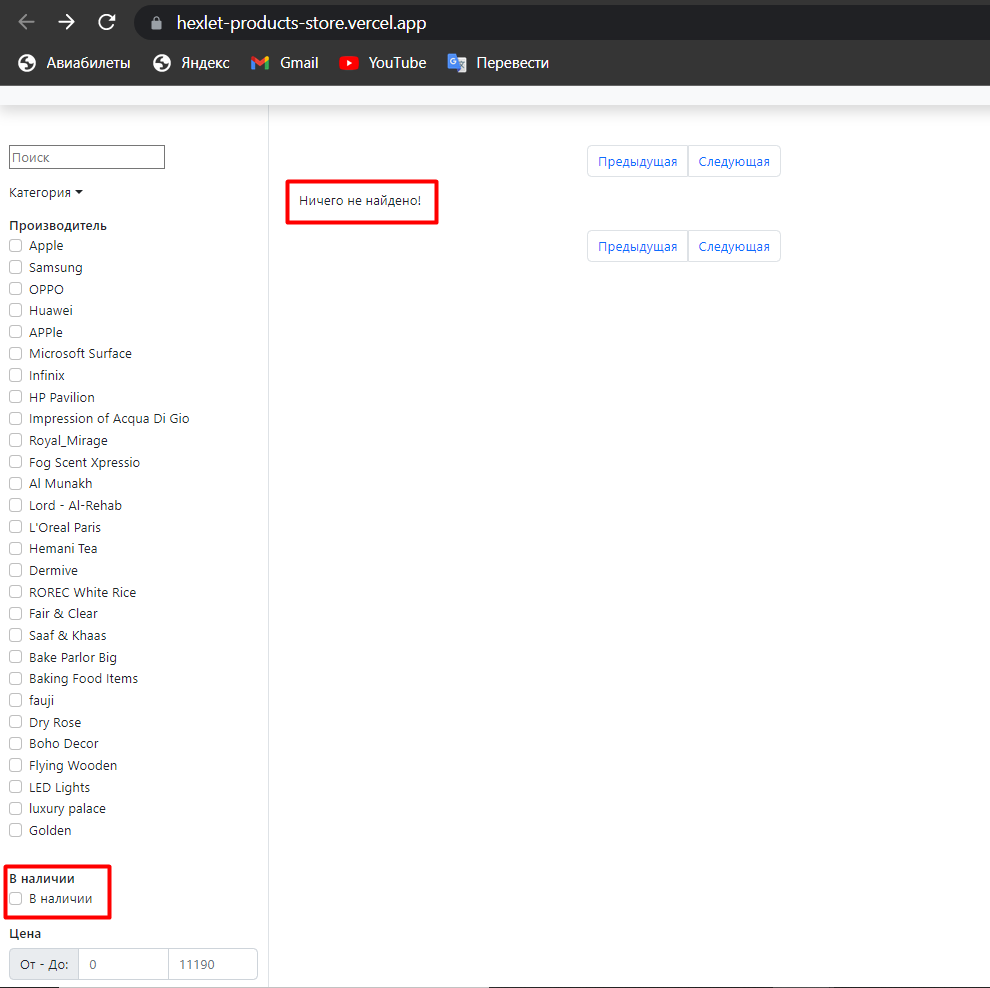 hexlet-products-store.vercel.app
Авиабилеты Яндекс Gmail YouTube Перевести
Поиск
Категория
Производитель
Apple
Samsung
OPPO
Huawei
APPle
Microsoft Surface
Infinix
HP Pavilion
Impression of Acqua Di Gio
Royal_Mirage
Fog Scent Xpressio
Al Munakh
Lord - Al-Rehab
L'Oreal Paris
Hemani Tea
Dermive
ROREC White Rice
Fair & Clear
Saaf & Khaas
Bake Parlor Big
Baking Food Items
fauji
Dry Rose
Boho Decor
Flying Wooden
LED Lights
luxury palace
Golden
В наличии
В наличии
Цена
От - До: 0 11190
Предыдущая Следующая
Ничего не найдено!
Предыдущая Следующая